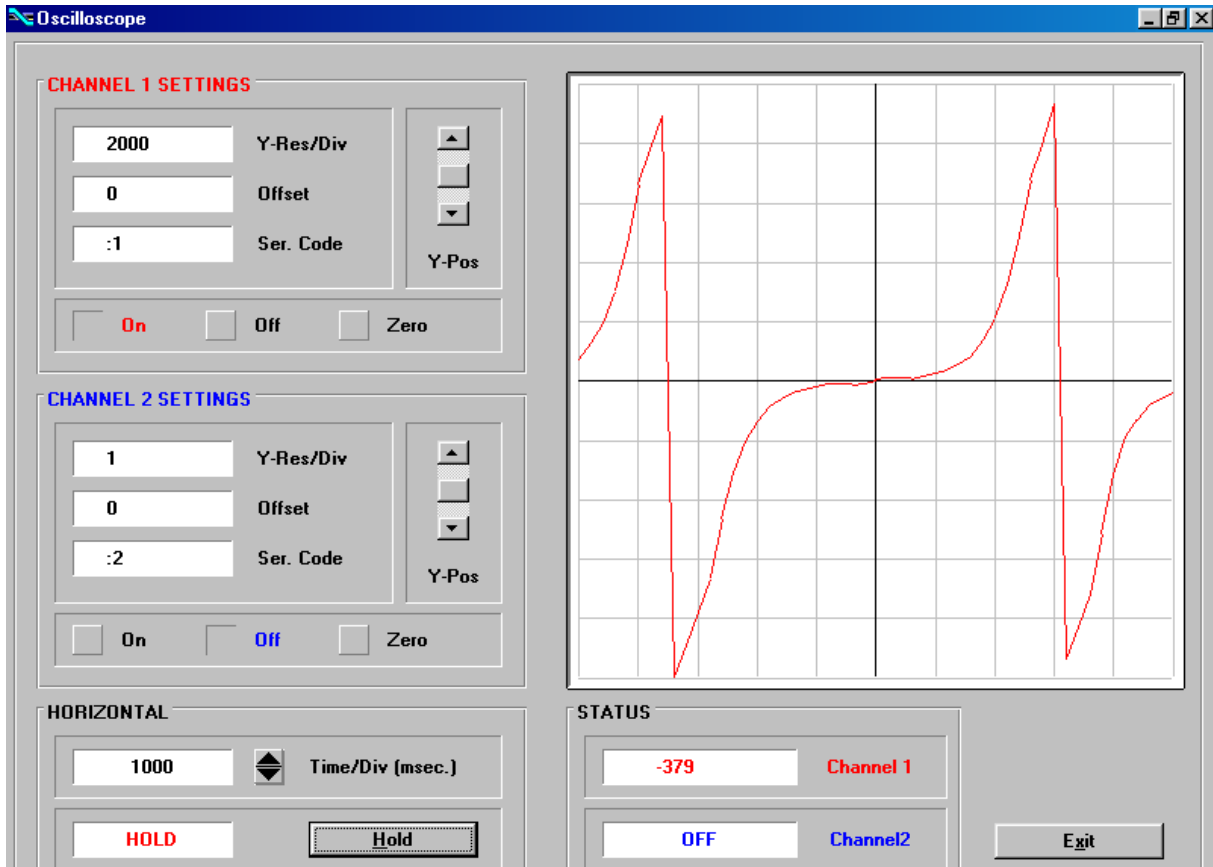 Oscilloscope
CHANNEL 1 SETTINGS
2000 Y-Res/Div
0 Offset
:1 Ser. Code
Y-Pos
On Off Zero
CHANNEL 2 SETTINGS
1 Y-Res/Div
0 Offset
:2 Ser. Code
Y-Pos
On Off Zero
HORIZONTAL
1000 Time/Div (msec.)
HOLD Hold
STATUS
-379 Channel 1
OFF Channel2
Exit